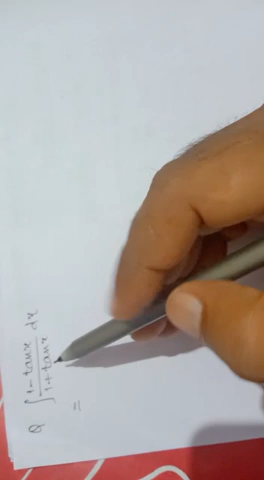 Q ∫ (1 - tan x)/(1 + tan x) dx
=